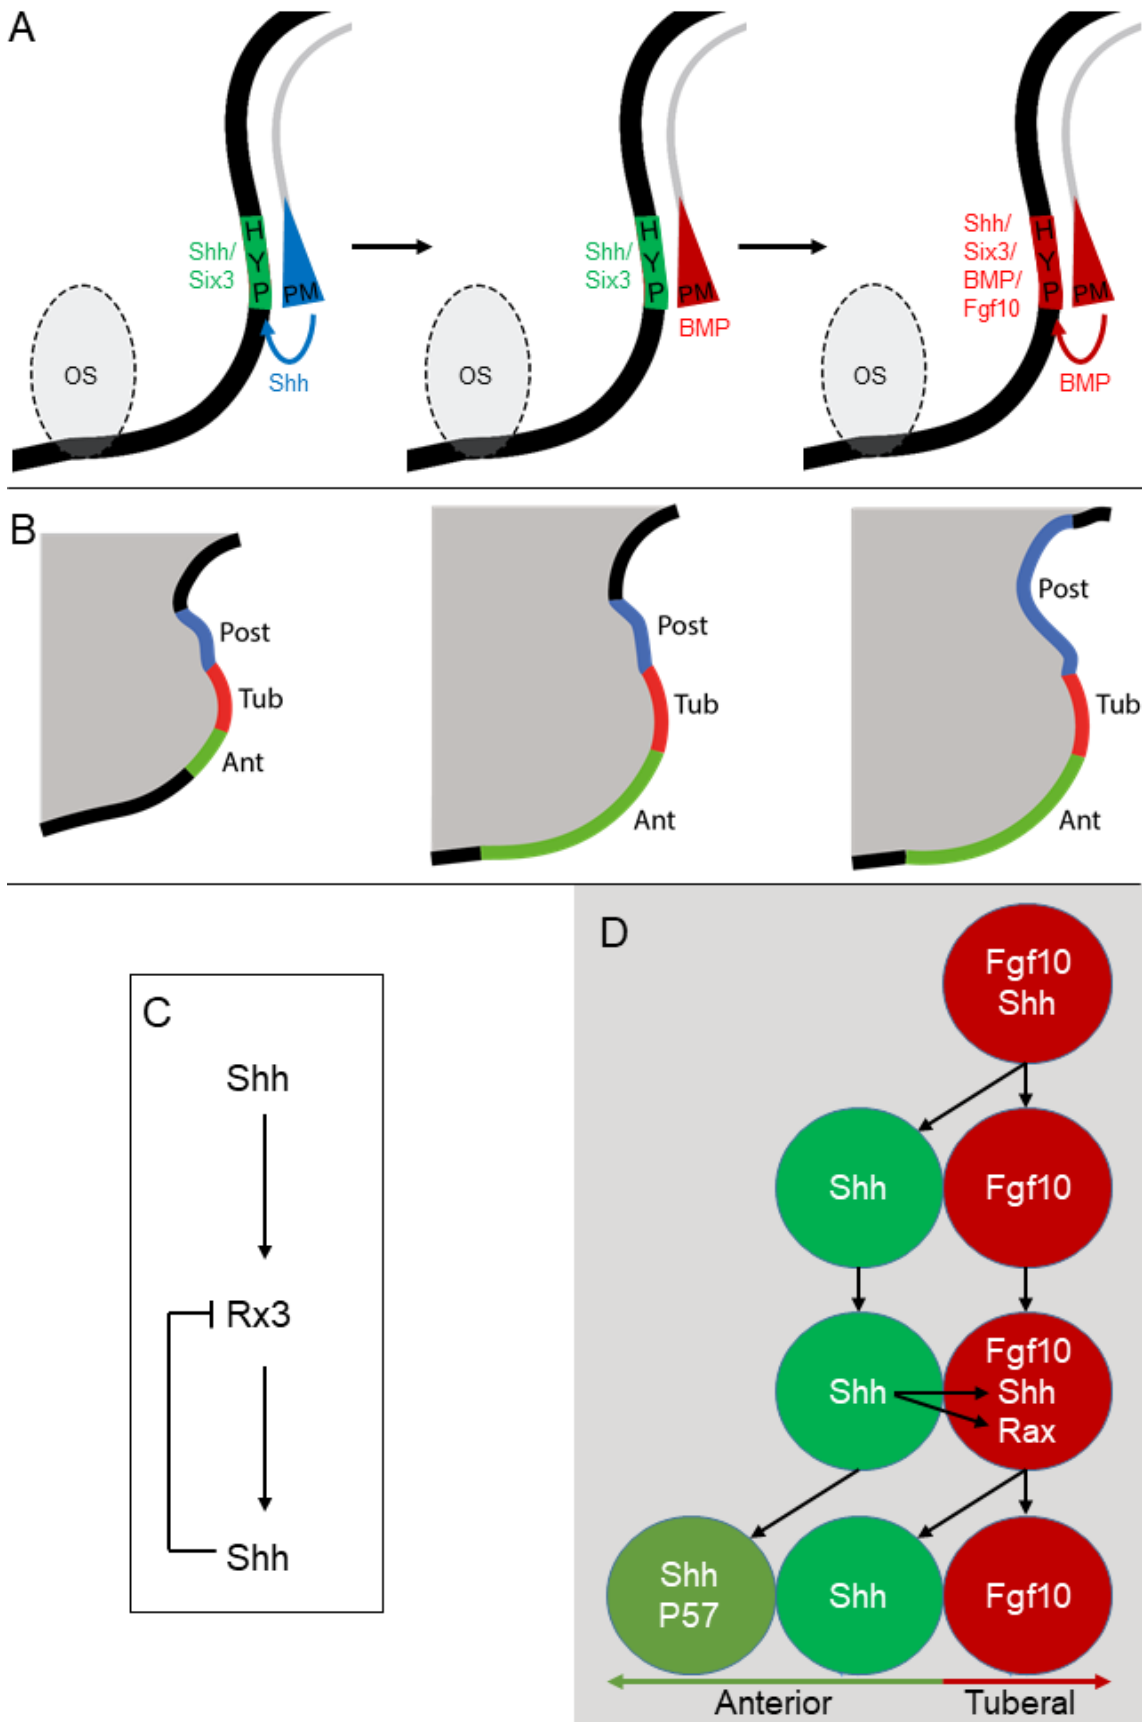 A
H
Y
P
Shh/
Six3
PM
OS
Shh
H
Y
P
Shh/
Six3
PM
BMP
OS
Shh/
Six3/
BMP/
Fgf10
H
Y
P
PM
OS
BMP
B
Post
Tub
Ant
Post
Tub
Ant
Post
Tub
Ant
C
Shh
Rx3
Shh
D
Fgf10
Shh
Shh
Fgf10
Shh
Fgf10
Shh
Rax
Shh
P57
Shh
Fgf10
Anterior
Tuberal